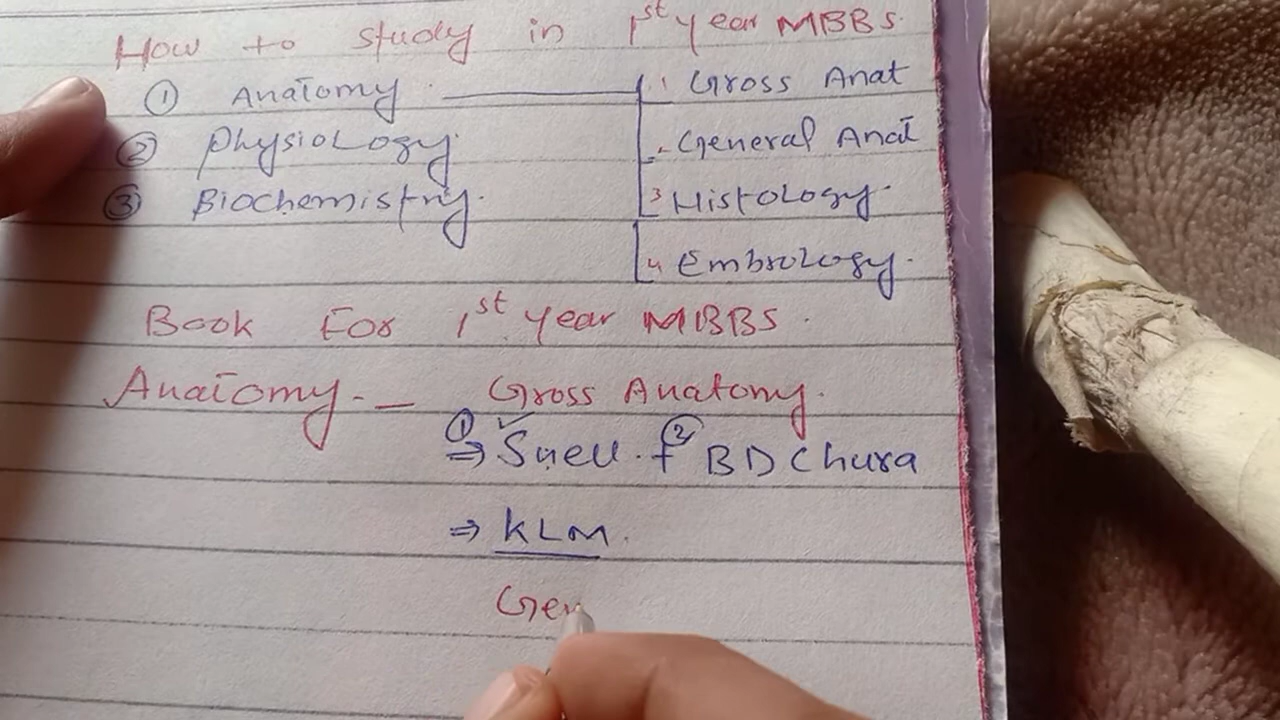 How to study in 1st year MBBS.
① Anatomy 1 Gross Anat
② Physiology . General Anat
③ Biochemistry. 3 Histology.
4 Embrology.
Book For 1st year MBBS.
Anatomy - Gross Anatomy.
① ⇒ Snell. f ② BD Chura
⇒ KLM.
Gen